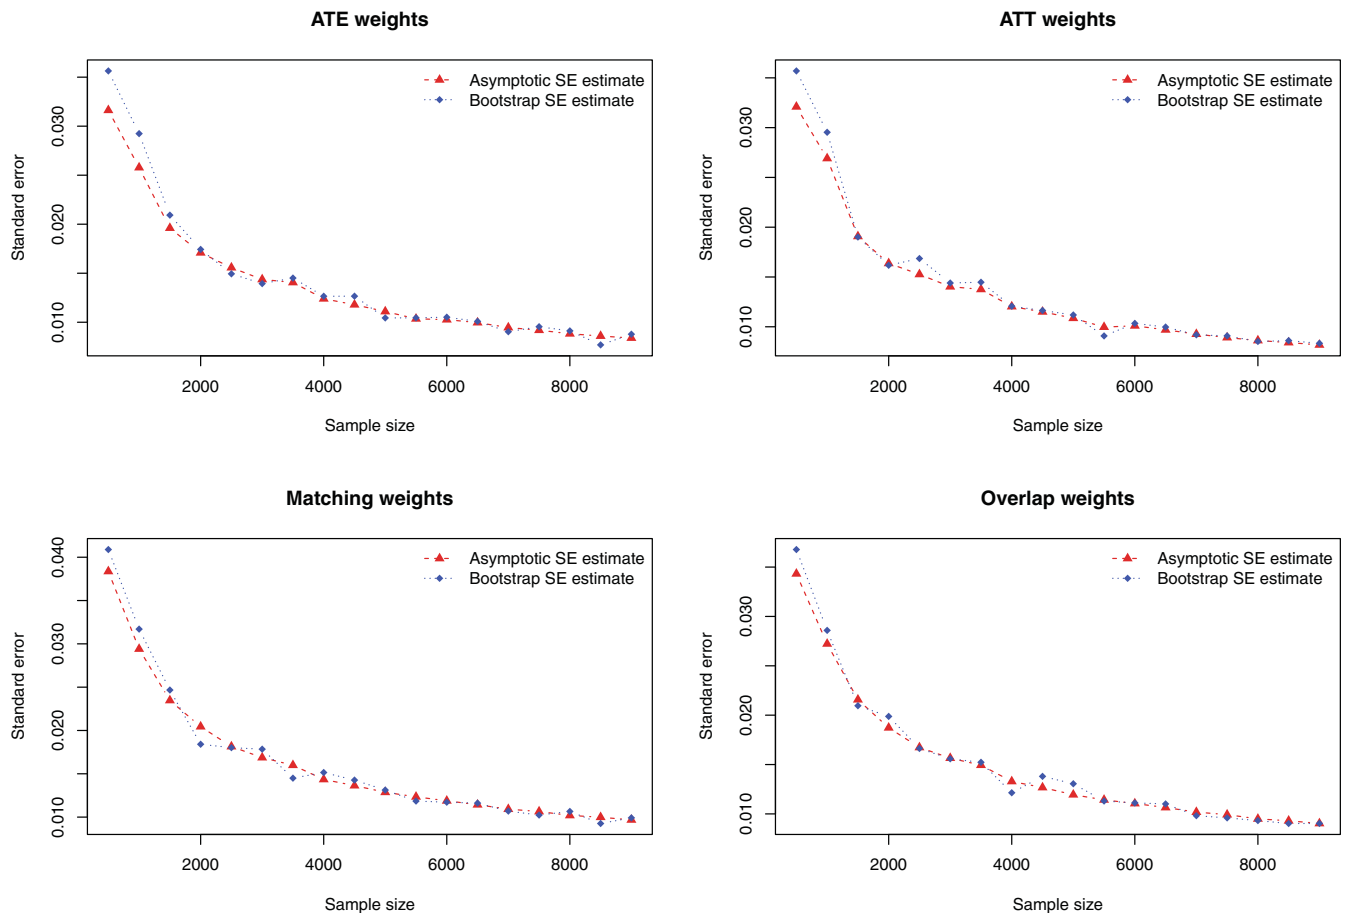 ATE weights
Asymptotic SE estimate
Bootstrap SE estimate
Standard error
0.030
0.020
0.010
2000 4000 6000 8000
Sample size
ATT weights
Asymptotic SE estimate
Bootstrap SE estimate
Standard error
0.030
0.020
0.010
2000 4000 6000 8000
Sample size
Matching weights
Asymptotic SE estimate
Bootstrap SE estimate
Standard error
0.040
0.030
0.020
0.010
2000 4000 6000 8000
Sample size
Overlap weights
Asymptotic SE estimate
Bootstrap SE estimate
Standard error
0.030
0.020
0.010
2000 4000 6000 8000
Sample size